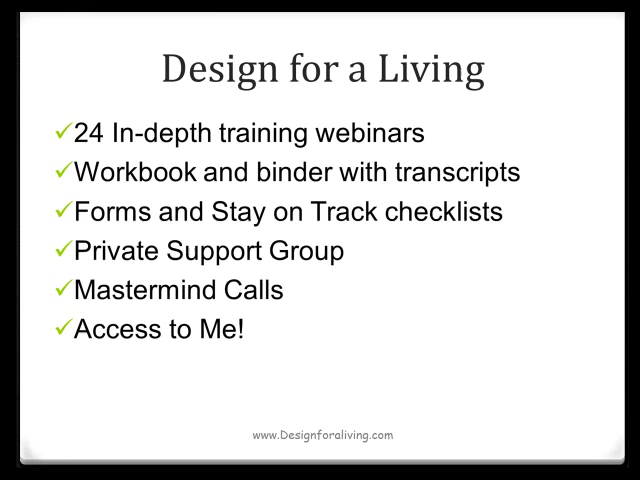 Design for a Living
✓24 In-depth training webinars
✓Workbook and binder with transcripts
✓Forms and Stay on Track checklists
✓Private Support Group
✓Mastermind Calls
✓Access to Me!
www.Designforaliving.com